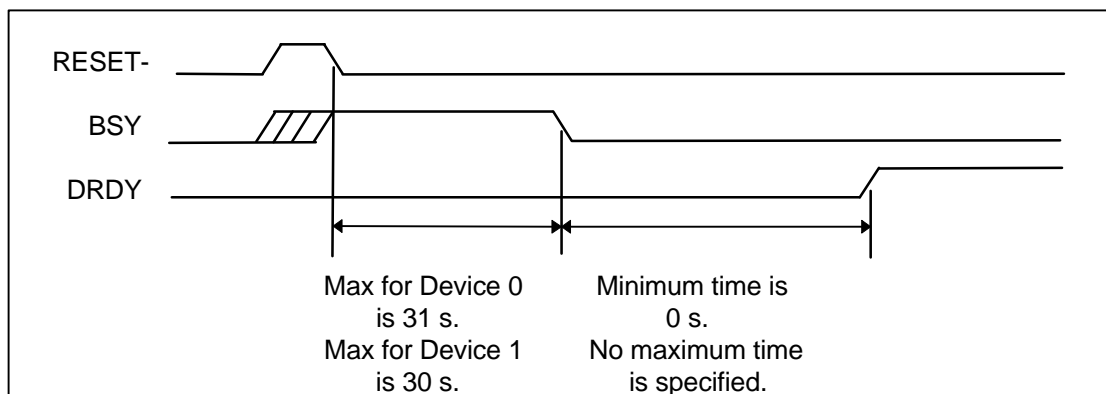 RESET-
BSY
DRDY
Max for Device 0
is 31 s.
Max for Device 1
is 30 s.
Minimum time is
0 s.
No maximum time
is specified.